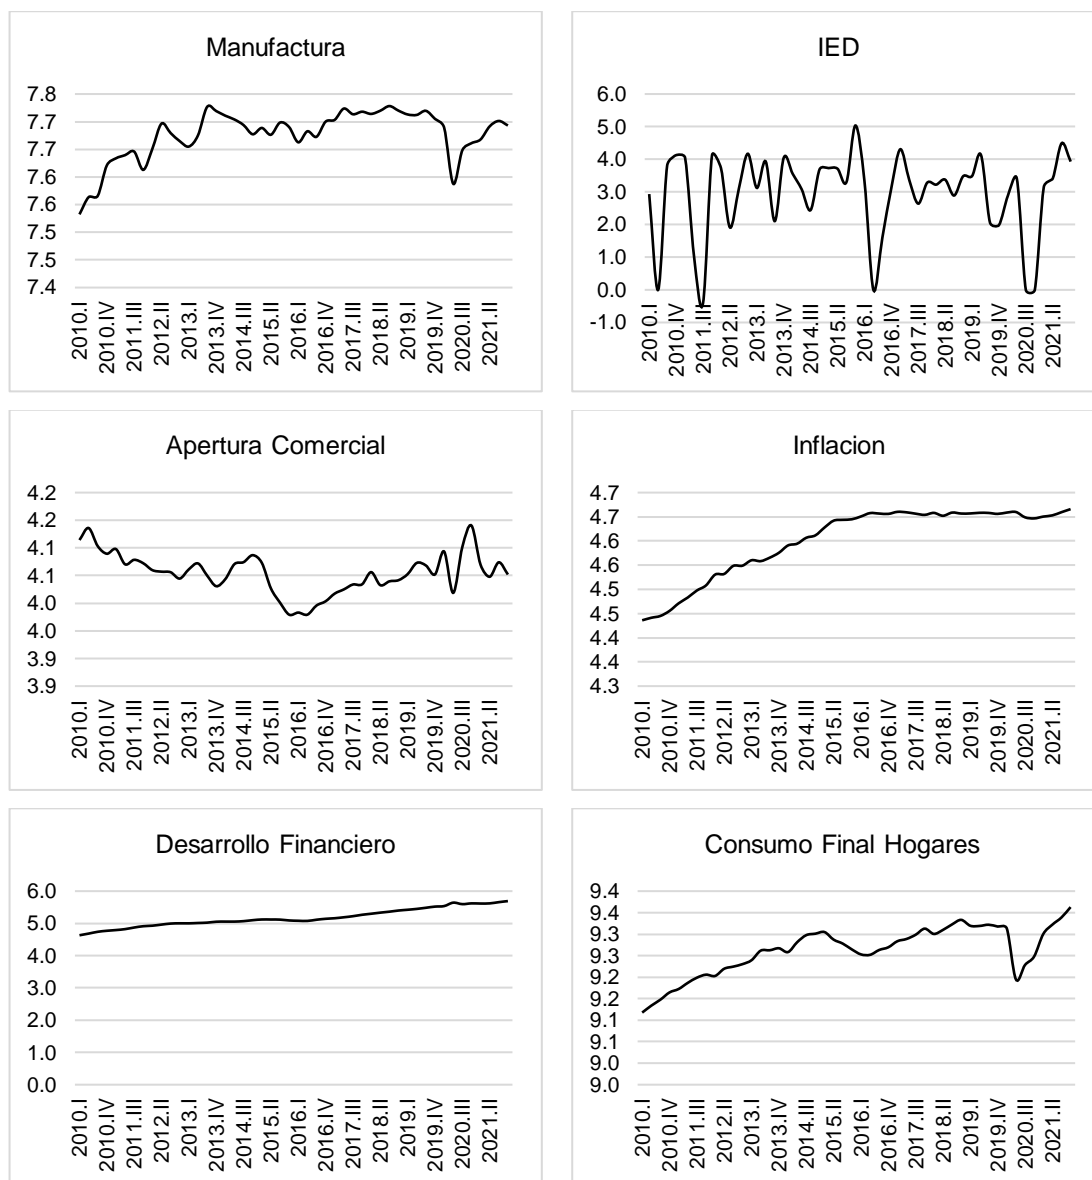 Manufactura
7.8
7.7
7.7
7.6
7.6
7.5
7.5
7.4
2010.I
2010.IV
2011.III
2012.II
2013.I
2013.IV
2014.III
2015.II
2016.I
2016.IV
2017.III
2018.II
2019.I
2019.IV
2020.III
2021.II
IED
6.0
5.0
4.0
3.0
2.0
1.0
0.0
-1.0
2010.I
2010.IV
2011.III
2012.II
2013.I
2013.IV
2014.III
2015.II
2016.I
2016.IV
2017.III
2018.II
2019.I
2019.IV
2020.III
2021.II
Apertura Comercial
4.2
4.2
4.1
4.1
4.0
4.0
3.9
3.9
2010.I
2010.IV
2011.III
2012.II
2013.I
2013.IV
2014.III
2015.II
2016.I
2016.IV
2017.III
2018.II
2019.I
2019.IV
2020.III
2021.II
Inflacion
4.7
4.7
4.6
4.6
4.5
4.5
4.4
4.4
4.3
2010.I
2010.IV
2011.III
2012.II
2013.I
2013.IV
2014.III
2015.II
2016.I
2016.IV
2017.III
2018.II
2019.I
2019.IV
2020.III
2021.II
Desarrollo Financiero
6.0
5.0
4.0
3.0
2.0
1.0
0.0
2010.I
2010.IV
2011.III
2012.II
2013.I
2013.IV
2014.III
2015.II
2016.I
2016.IV
2017.III
2018.II
2019.I
2019.IV
2020.III
2021.II
Consumo Final Hogares
9.4
9.4
9.3
9.3
9.2
9.2
9.1
9.1
9.0
9.0
2010.I
2010.IV
2011.III
2012.II
2013.I
2013.IV
2014.III
2015.II
2016.I
2016.IV
2017.III
2018.II
2019.I
2019.IV
2020.III
2021.II